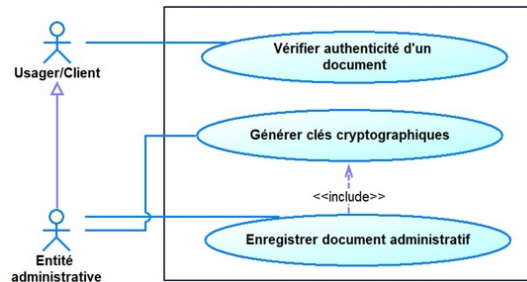 Vérifier authenticité d'un
document
Usager/Client
Générer clés cryptographiques
<<include>>
Enregistrer document administratif
Entité
administrative